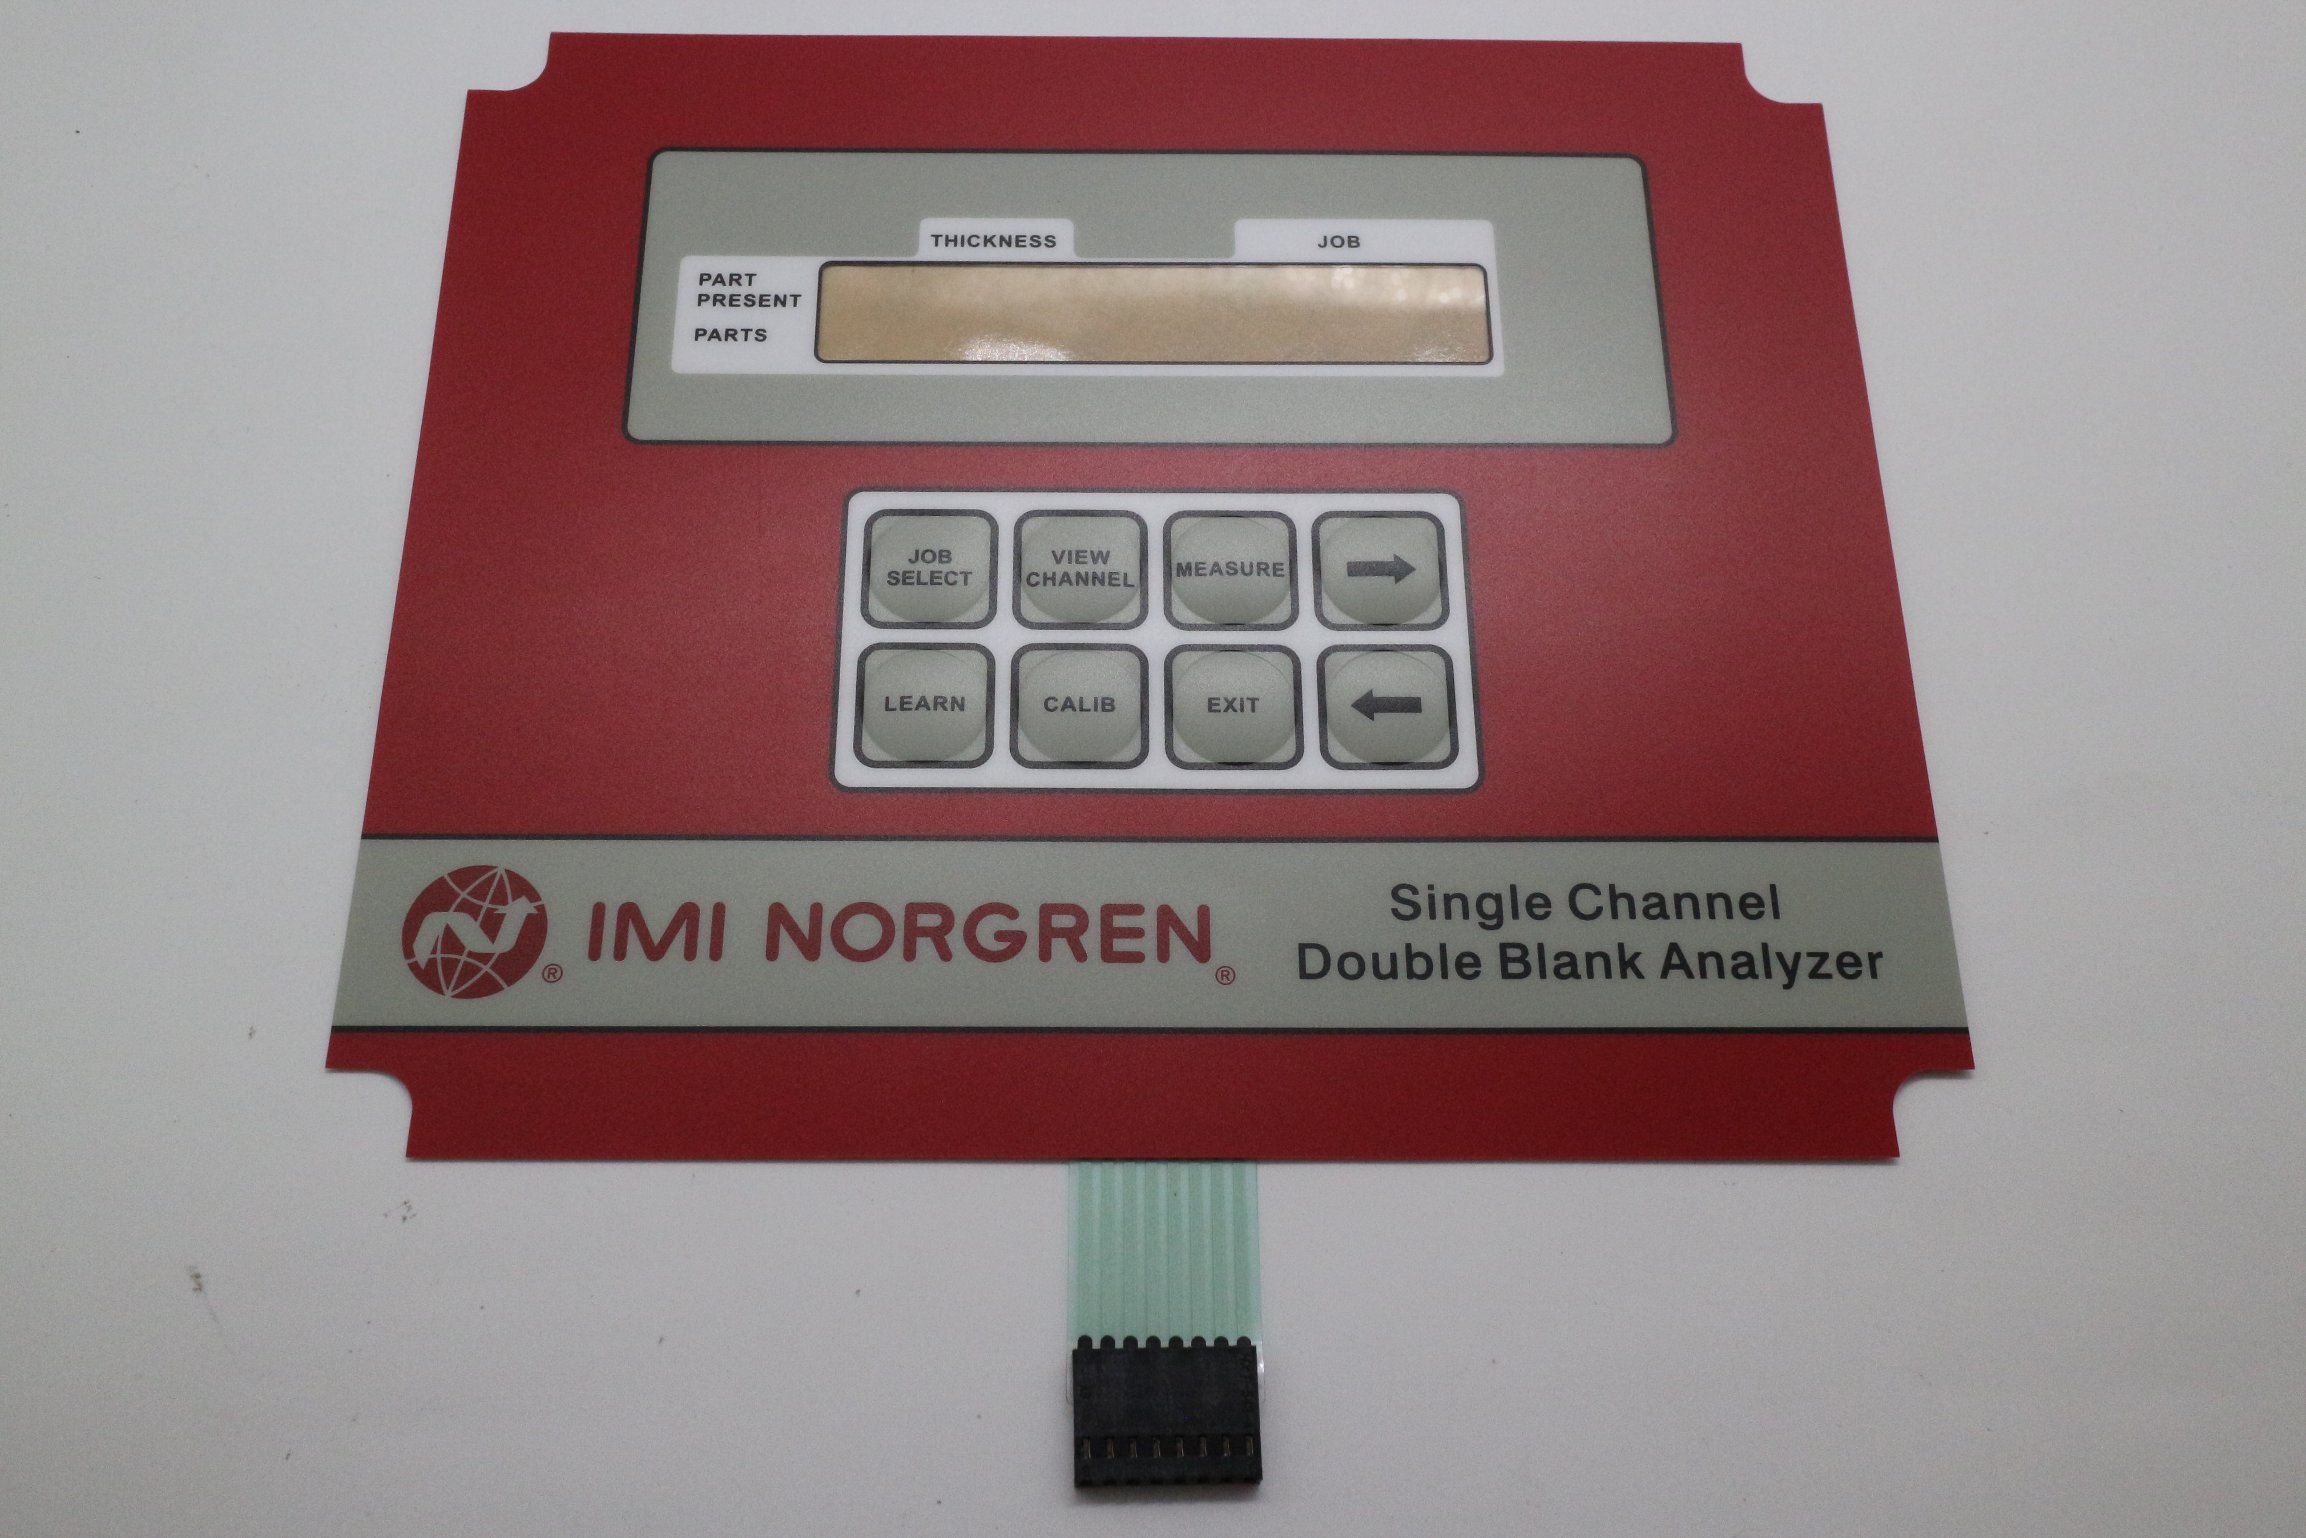 THICKNESS JOB
PART
PRESENT
PARTS
JOB
SELECT
VIEW
CHANNEL
MEASURE
LEARN
CALIB
EXIT
IMI NORGREN®
Single Channel
Double Blank Analyzer